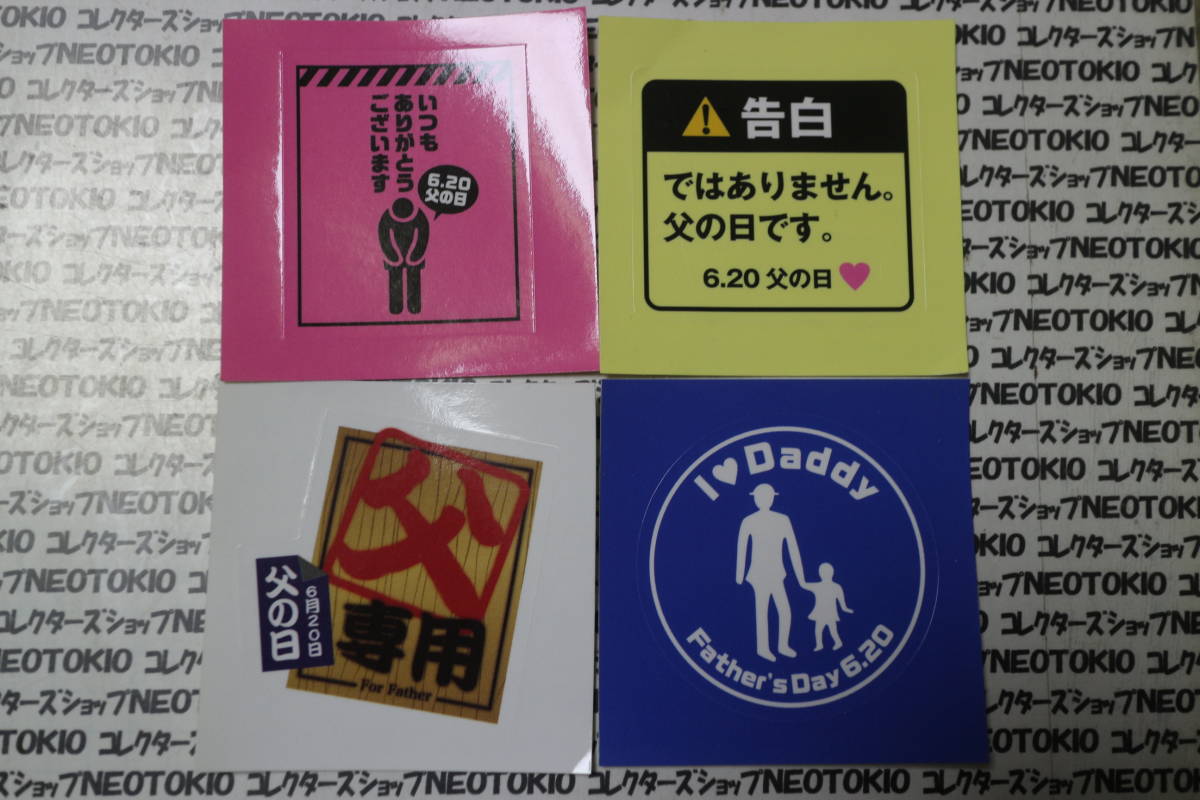 いつも
ありがとう
ございます
6.20
父の日
告白
ではありません。
父の日です。
6.20 父の日
父
専用
For Father
6月20日
父の日
I♥Daddy
Father's Day 6.20
コレクターズショップNEOTOKIO